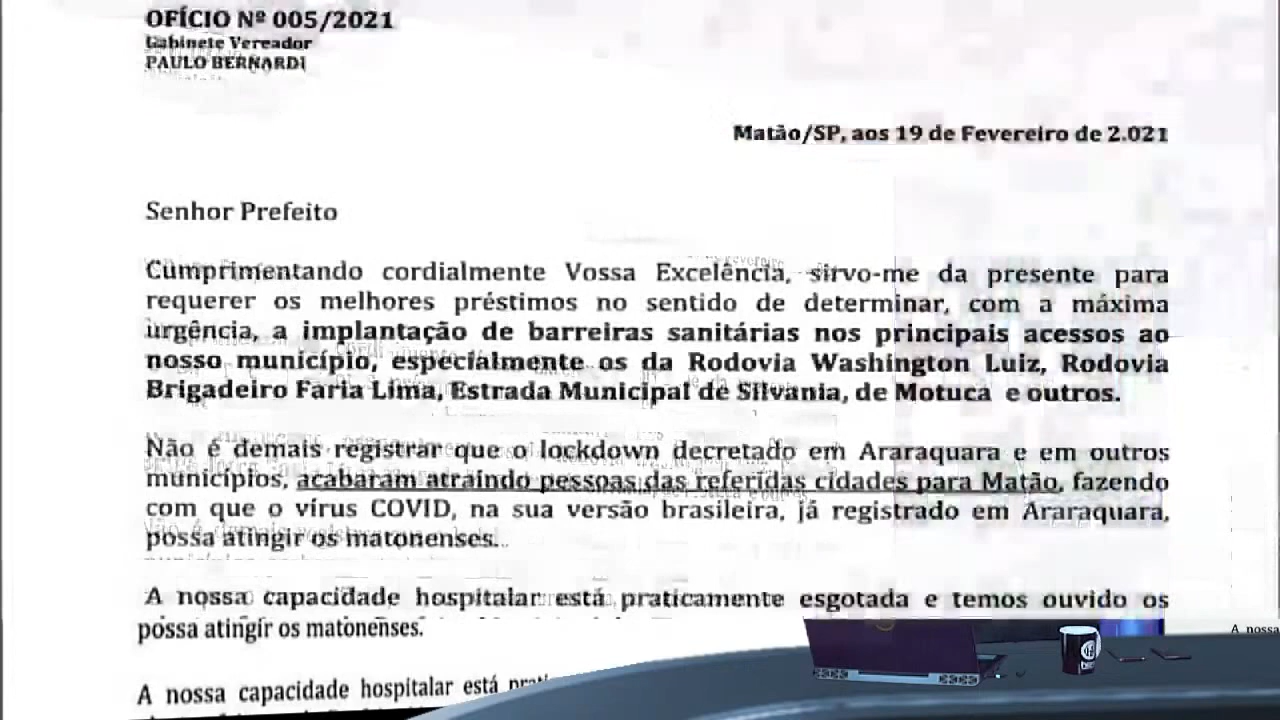 OFÍCIO Nº 005/2021
Gabinete Vereador
PAULO BERNARDI
Matão/SP, aos 19 de Fevereiro de 2.021
Senhor Prefeito
Cumprimentando cordialmente Vossa Excelência, sirvo-me da presente para
requerer os melhores préstimos no sentido de determinar, com a máxima
urgência, a implantação de barreiras sanitárias nos principais acessos ao
nosso município, especialmente os da Rodovia Washington Luiz, Rodovia
Brigadeiro Faria Lima, Estrada Municipal de Silvania, de Motuca e outros.
Não é demais registrar que o lockdown decretado em Araraquara e em outros
municípios, acabaram atraindo pessoas das referidas cidades para Matão, fazendo
com que o vírus COVID, na sua versão brasileira, já registrado em Araraquara,
possa atingir os matonenses.
A nossa capacidade hospitalar está praticamente esgotada e temos ouvido os
possa atingir os matonenses.
A nossa
A nossa capacidade hospitalar está